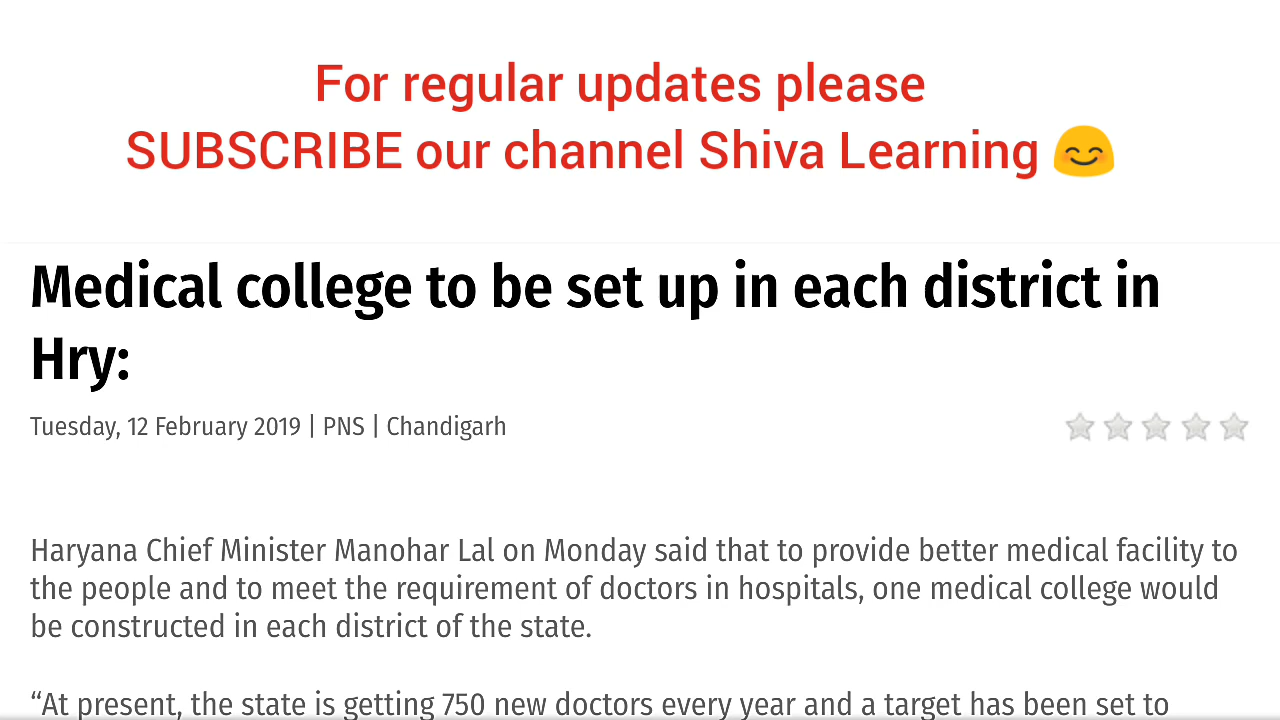 For regular updates please
SUBSCRIBE our channel Shiva Learning 😊
Medical college to be set up in each district in
Hry:
Tuesday, 12 February 2019 | PNS | Chandigarh
Haryana Chief Minister Manohar Lal on Monday said that to provide better medical facility to
the people and to meet the requirement of doctors in hospitals, one medical college would
be constructed in each district of the state.
“At present, the state is getting 750 new doctors every year and a target has been set to